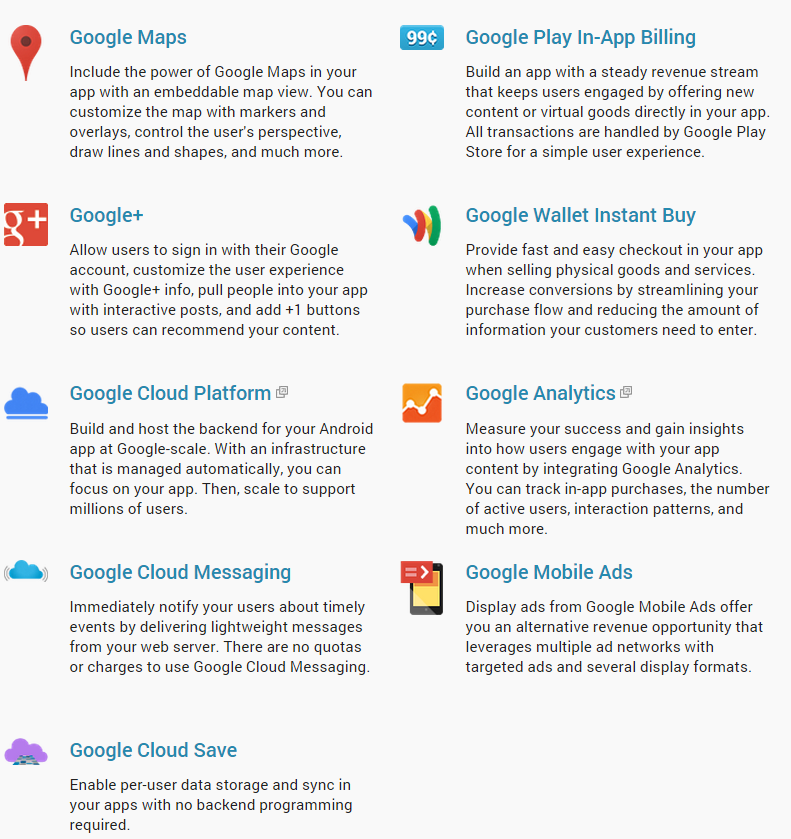 Google Maps
Include the power of Google Maps in your
app with an embeddable map view. You can
customize the map with markers and
overlays, control the user's perspective,
draw lines and shapes, and much more.
99¢
Google Play In-App Billing
Build an app with a steady revenue stream
that keeps users engaged by offering new
content or virtual goods directly in your app.
All transactions are handled by Google Play
Store for a simple user experience.
g+
Google+
Allow users to sign in with their Google
account, customize the user experience
with Google+ info, pull people into your app
with interactive posts, and add +1 buttons
so users can recommend your content.
Google Wallet Instant Buy
Provide fast and easy checkout in your app
when selling physical goods and services.
Increase conversions by streamlining your
purchase flow and reducing the amount of
information your customers need to enter.
Google Cloud Platform
Build and host the backend for your Android
app at Google-scale. With an infrastructure
that is managed automatically, you can
focus on your app. Then, scale to support
millions of users.
Google Analytics
Measure your success and gain insights
into how users engage with your app
content by integrating Google Analytics.
You can track in-app purchases, the number
of active users, interaction patterns, and
much more.
Google Cloud Messaging
Immediately notify your users about timely
events by delivering lightweight messages
from your web server. There are no quotas
or charges to use Google Cloud Messaging.
Google Mobile Ads
Display ads from Google Mobile Ads offer
you an alternative revenue opportunity that
leverages multiple ad networks with
targeted ads and several display formats.
Google Cloud Save
Enable per-user data storage and sync in
your apps with no backend programming
required.